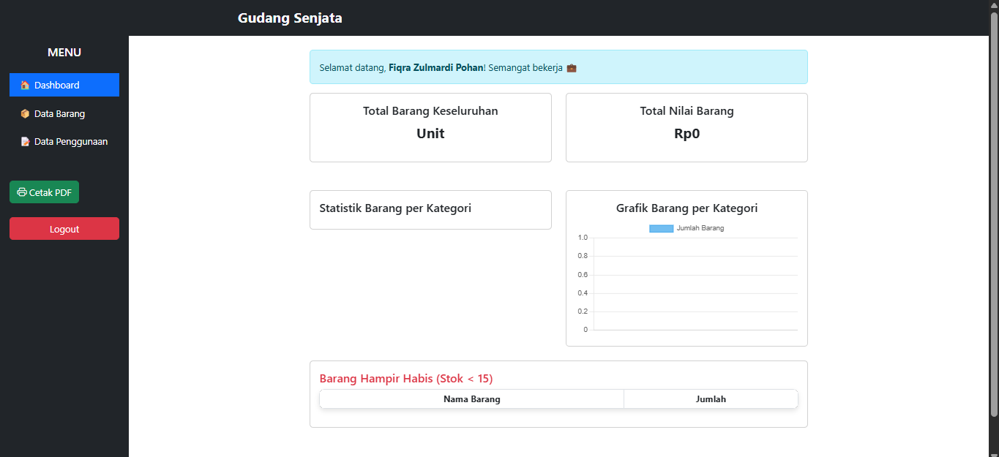 Gudang Senjata
MENU
Dashboard
Data Barang
Data Penggunaan
Cetak PDF
Logout
Selamat datang, Fiqra Zulmardi Pohan! Semangat bekerja
Total Barang Keseluruhan
Unit
Total Nilai Barang
Rp0
Statistik Barang per Kategori
Grafik Barang per Kategori
Jumlah Barang
1.0
0.8
0.6
0.4
0.2
0
Barang Hampir Habis (Stok < 15)
Nama Barang Jumlah